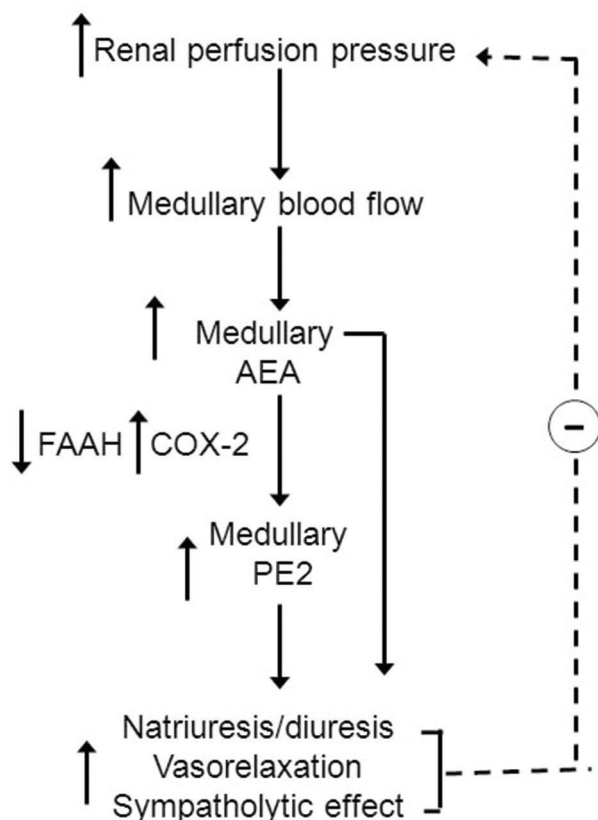 Renal perfusion pressure
Medullary blood flow
Medullary
AEA
FAAH COX-2
Medullary
PE2
Natriuresis/diuresis
Vasorelaxation
Sympatholytic effect
-